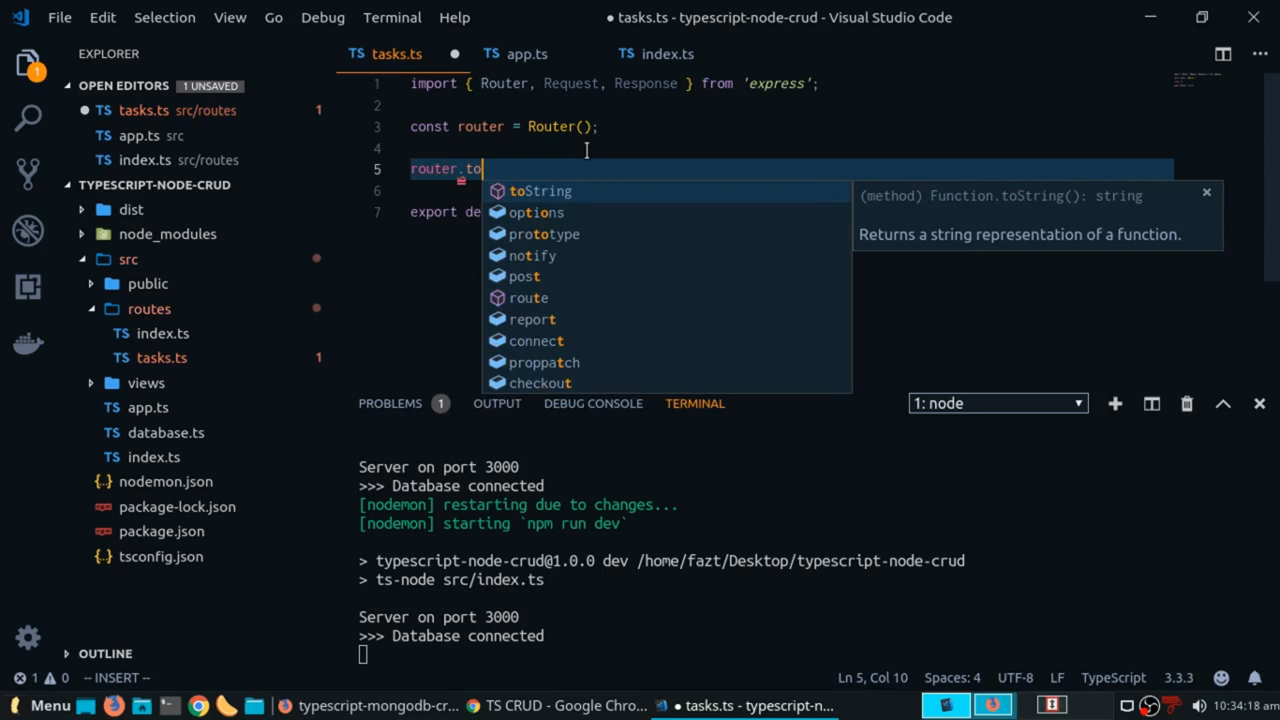 File Edit Selection View Go Debug Terminal Help
● tasks.ts - typescript-node-crud - Visual Studio Code
EXPLORER
OPEN EDITORS 1 UNSAVED
● TS tasks.ts src/routes 1
TS app.ts src
TS index.ts src/routes
TYPESCRIPT-NODE-CRUD
dist
node_modules
src
public
routes
TS index.ts
TS tasks.ts 1
views
TS app.ts
TS database.ts
TS index.ts
{··} nodemon.json
package-lock.json
package.json
tsconfig.json
OUTLINE
TS tasks.ts ● TS app.ts TS index.ts
1 import { Router, Request, Response } from 'express';
2
3 const router = Router();
4
5 router.to
6
7 export de
toString
options
prototype
notify
post
route
report
connect
proppatch
checkout
(method) Function.toString(): string
Returns a string representation of a function.
PROBLEMS 1 OUTPUT DEBUG CONSOLE TERMINAL 1: node
Server on port 3000
>>> Database connected
[nodemon] restarting due to changes...
[nodemon] starting `npm run dev`
> typescript-node-crud@1.0.0 dev /home/fazt/Desktop/typescript-node-crud
> ts-node src/index.ts
Server on port 3000
>>> Database connected
1 0 -- INSERT -- Ln 5, Col 10 Spaces: 4 UTF-8 LF TypeScript 3.3.3
Menu typescript-mongodb-cr... TS CRUD - Google Chro... ● tasks.ts - typescript-n... 10:34:18 am